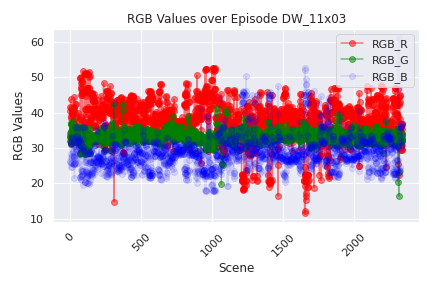 RGB Values over Episode DW_11x03
RGB Values
60
50
40
30
20
10
RGB_R
RGB_G
RGB_B
0
500
1000
1500
2000
Scene